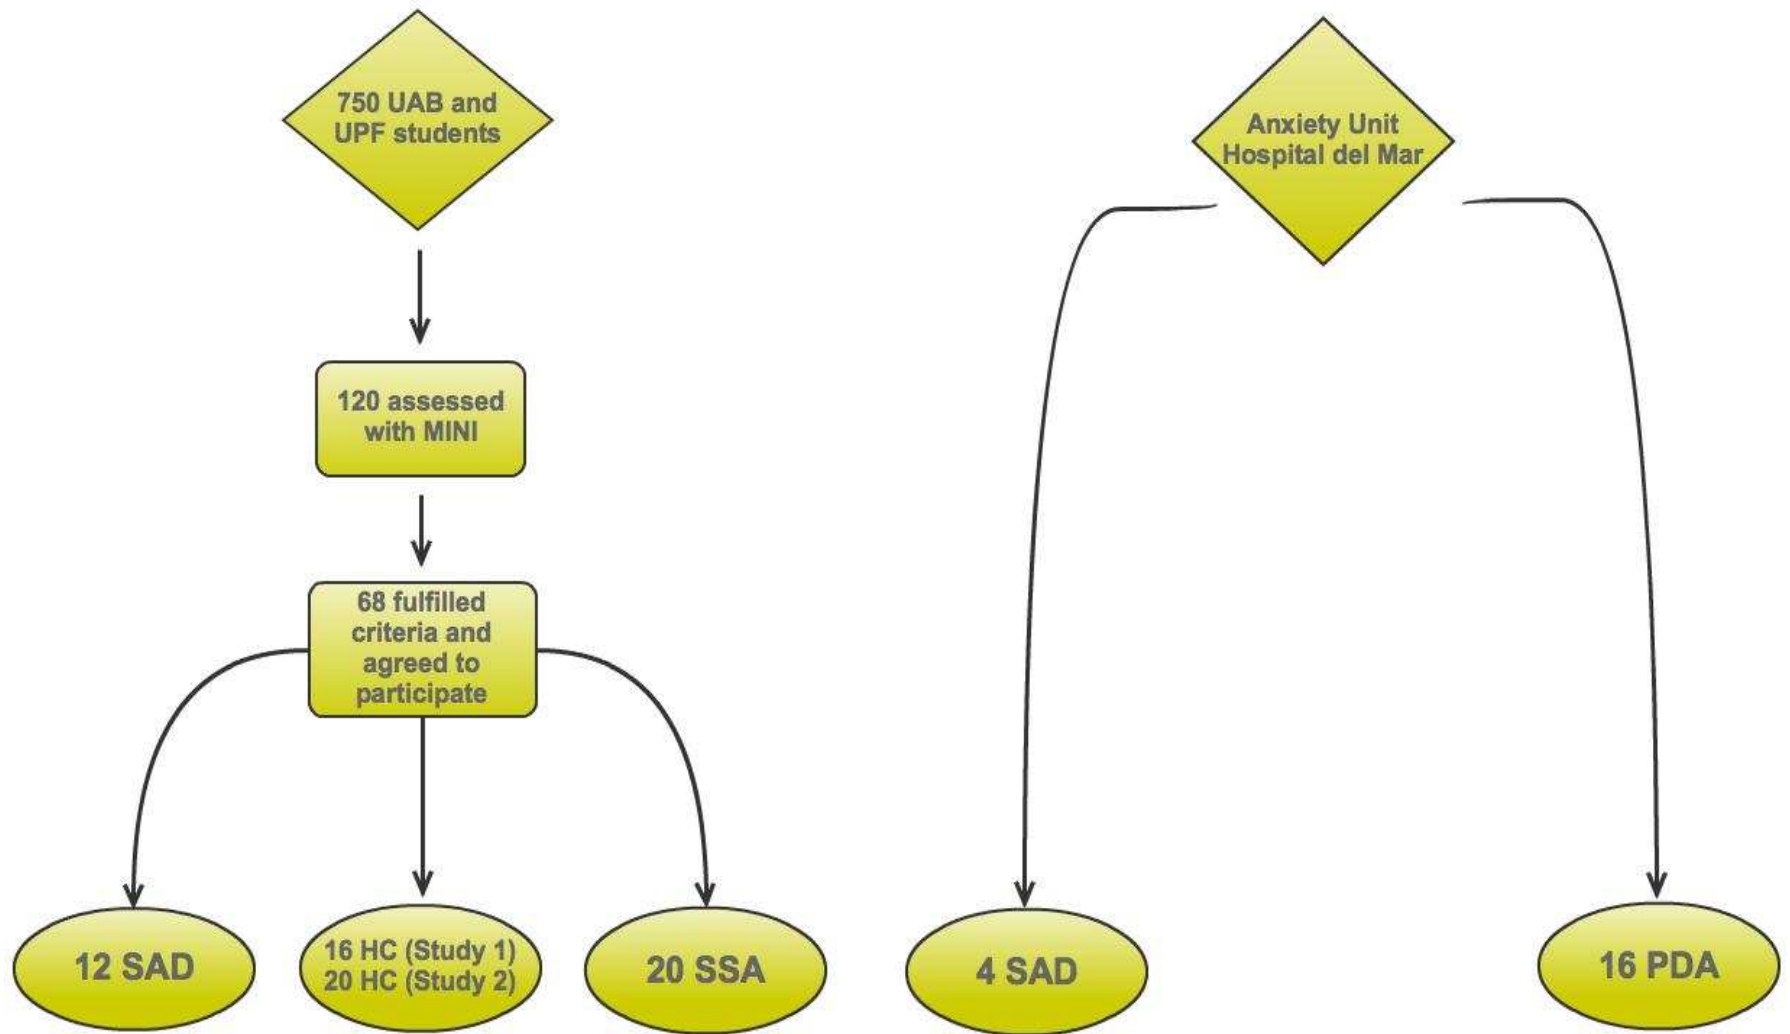 750 UAB and
UPF students
Anxiety Unit
Hospital del Mar
120 assessed
with MINI
68 fulfilled
criteria and
agreed to
participate
12 SAD
16 HC (Study 1)
20 HC (Study 2)
20 SSA
4 SAD
16 PDA